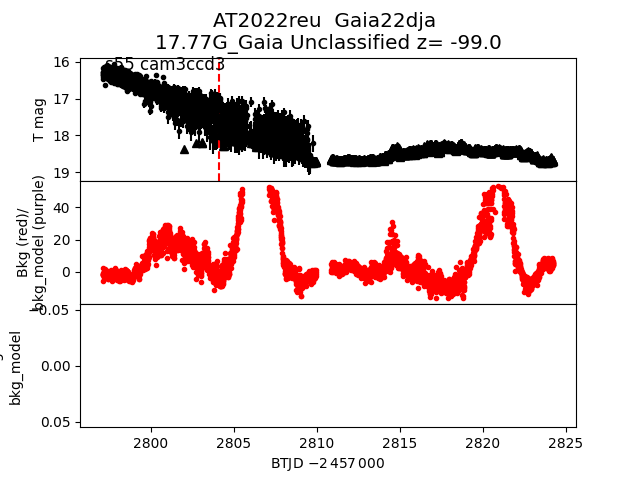 AT2022reu  Gaia22dja
17.77G_Gaia Unclassified z= -99.0
s55 cam3ccd3
16
17
18
19
T mag
40
20
0
Bkg (red)/
bkg_model (purple)
0.05
0.00
0.05
bkg_model
2800
2805
2810
2815
2820
2825
BTJD −2 457 000